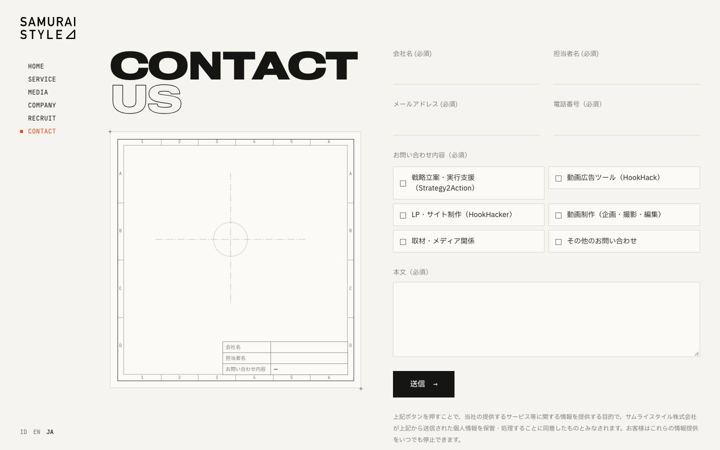 SAMURAI
STYLE
HOME
SERVICE
MEDIA
COMPANY
RECRUIT
CONTACT
ID EN JA
CONTACT
US
1 2 3 4 5 6
A
B
C
D
A
B
C
D
会社名
担当者名
お問い合わせ内容 —
1 2 3 4 5 6
会社名 (必須)
担当者名 (必須)
メールアドレス (必須)
電話番号（必須）
お問い合わせ内容（必須）
戦略立案・実行支援
（Strategy2Action）
動画広告ツール（HookHack）
LP・サイト制作（HookHacker）
動画制作（企画・撮影・編集）
取材・メディア関係
その他のお問い合わせ
本文（必須）
送信 →
上記ボタンを押すことで、当社の提供するサービス等に関する情報を提供する目的で、サムライスタイル株式会社
が上記から送信された個人情報を保管・処理することに同意したものとみなされます。お客様はこれらの情報提供
をいつでも停止できます。